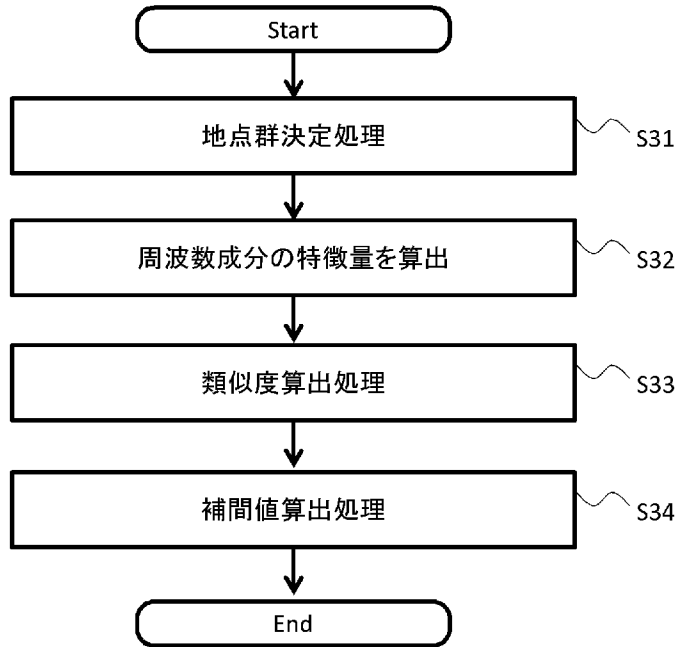 Start
地点群決定処理
S31
周波数成分の特徴量を算出
S32
類似度算出処理
S33
補間値算出処理
S34
End